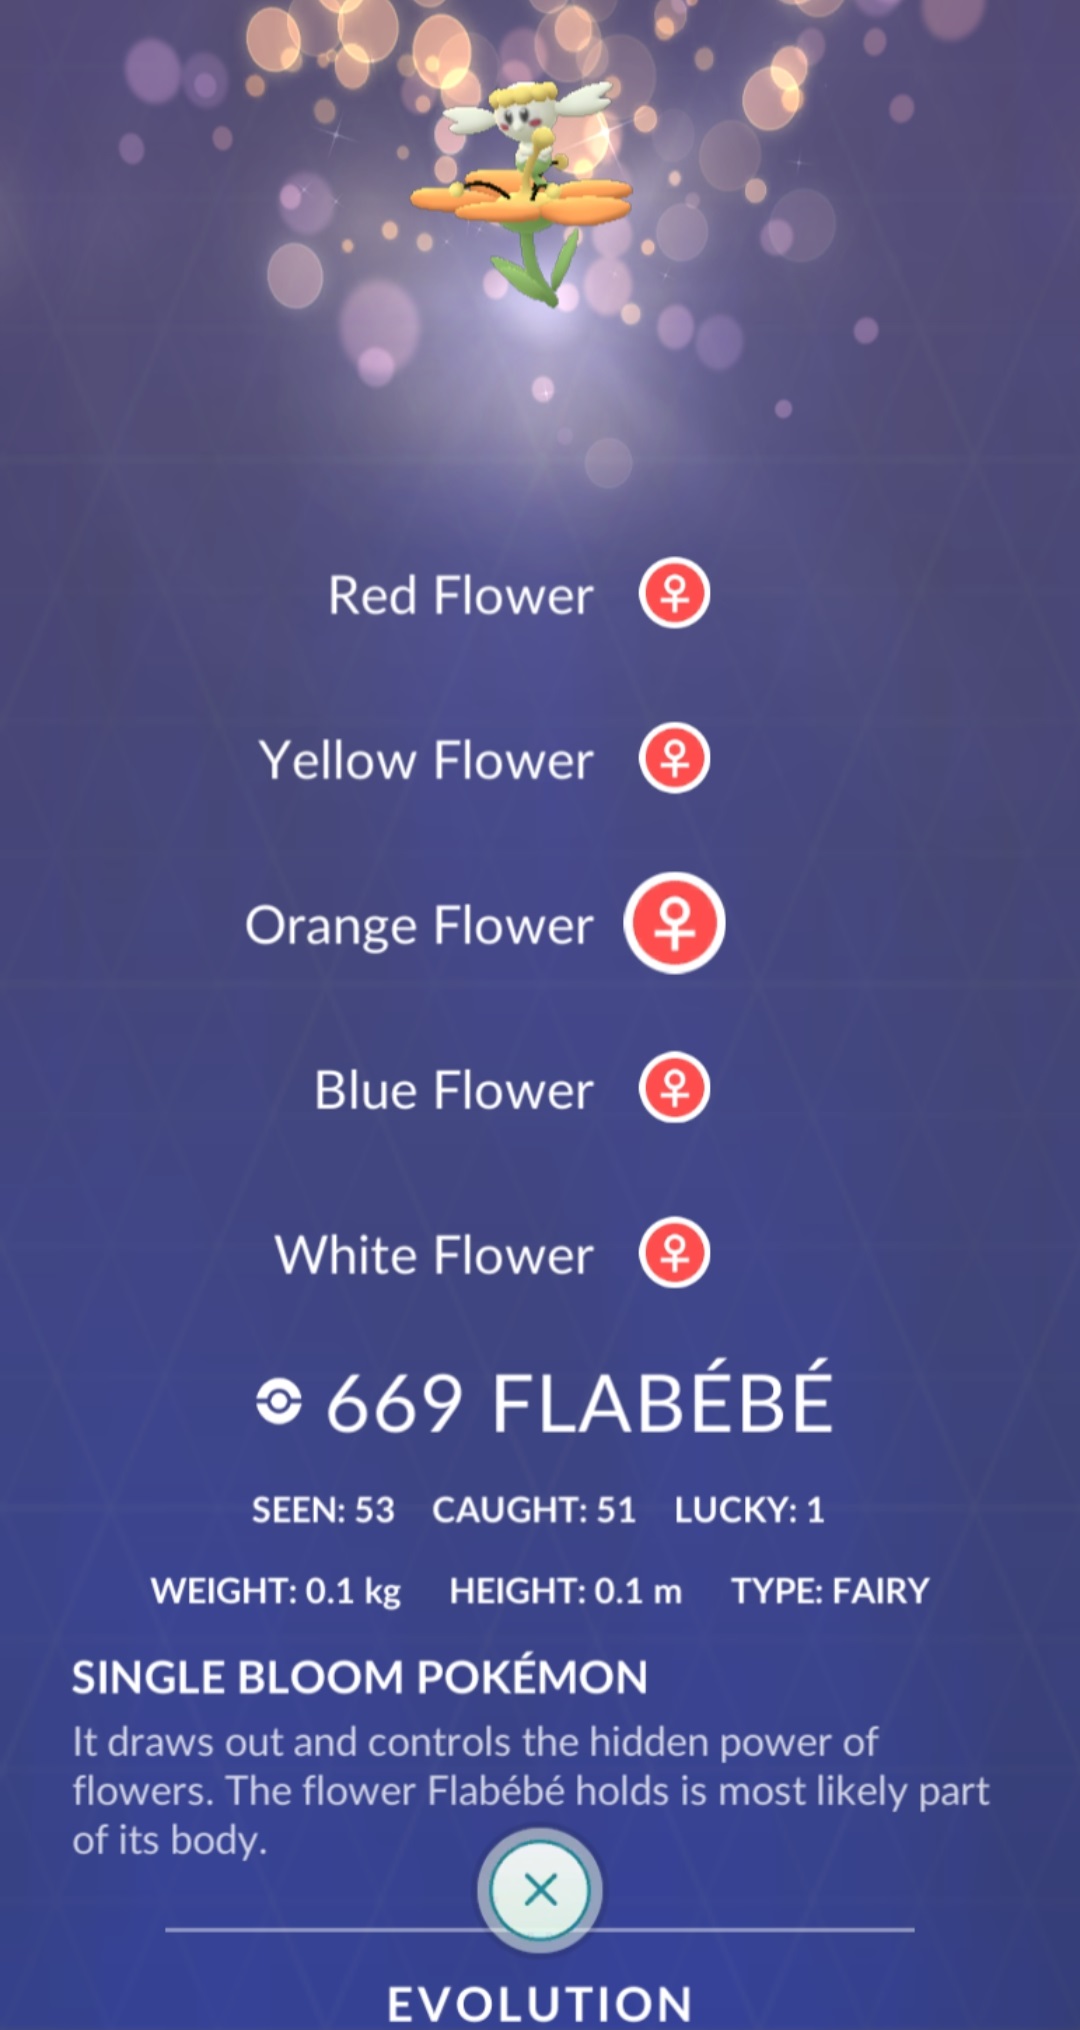 Red Flower
Yellow Flower
Orange Flower
Blue Flower
White Flower
669 FLABÉBÉ
SEEN: 53 CAUGHT: 51 LUCKY: 1
WEIGHT: 0.1 kg HEIGHT: 0.1 m TYPE: FAIRY
SINGLE BLOOM POKÉMON
It draws out and controls the hidden power of
flowers. The flower Flabébé holds is most likely part
of its body.
EVOLUTION